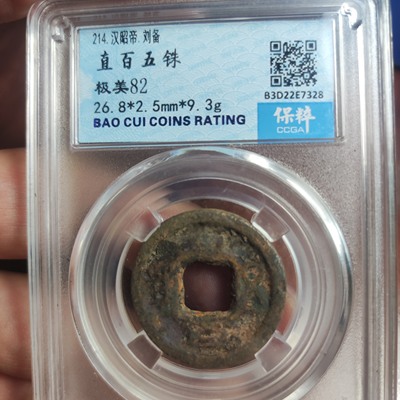 214.汉昭帝.刘备
直百五铢
极美82
26.8*2.5mm*9.3g
BAO CUI COINS RATING
B3D22E7328
保粹
CCGA